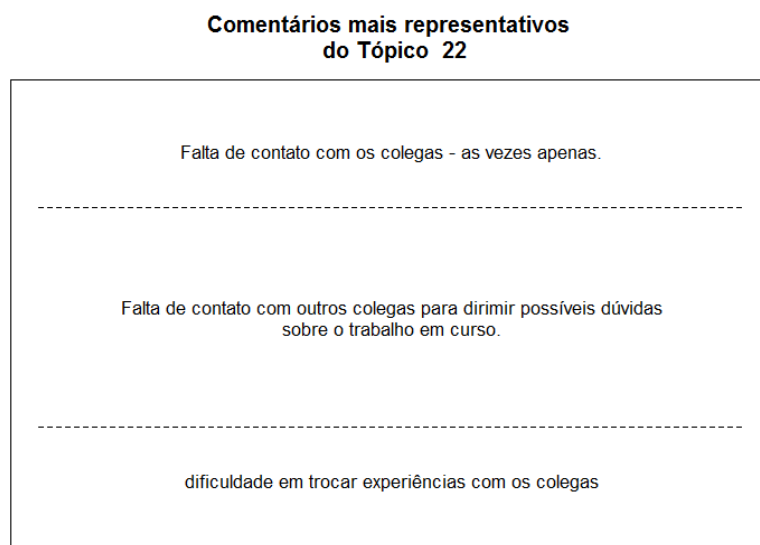 Comentários mais representativos
do Tópico 22
Falta de contato com os colegas - as vezes apenas.
Falta de contato com outros colegas para dirimir possíveis dúvidas
sobre o trabalho em curso.
dificuldade em trocar experiências com os colegas